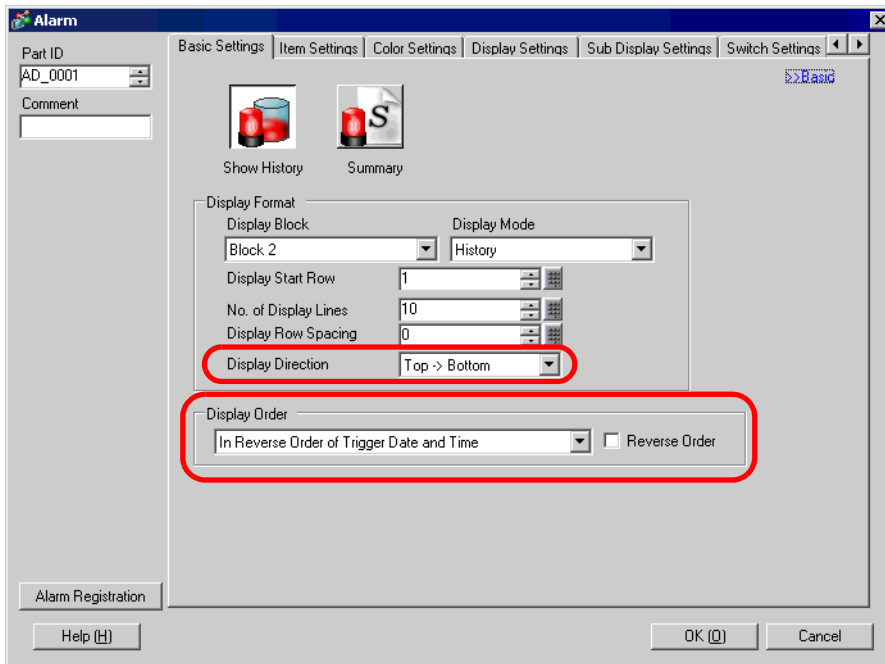 Alarm
Part ID
AD_0001
Comment
Basic Settings
Item Settings
Color Settings
Display Settings
Sub Display Settings
Switch Settings
>>Basic
Show History
Summary
Display Format
Display Block
Display Mode
Block 2
History
Display Start Row
1
No. of Display Lines
10
Display Row Spacing
0
Display Direction
Top -> Bottom
Display Order
In Reverse Order of Trigger Date and Time
Reverse Order
Alarm Registration
Help (H)
OK (O)
Cancel